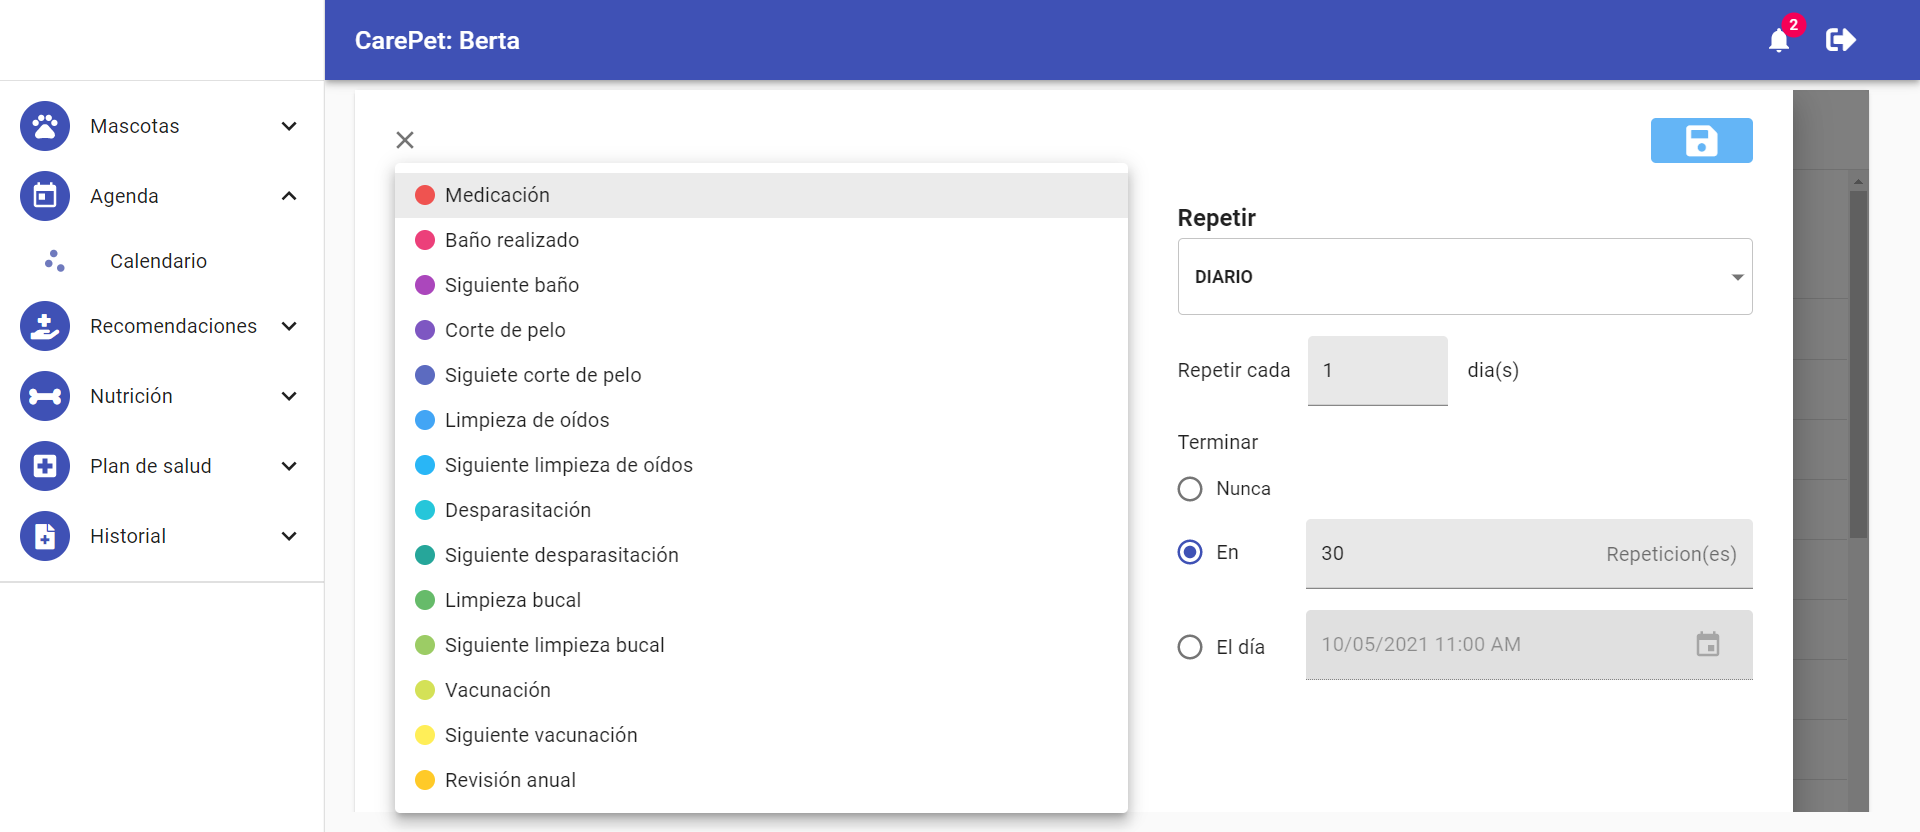 CarePet: Berta
2
Mascotas
Agenda
Calendario
Recomendaciones
Nutrición
Plan de salud
Historial
Medicación
Baño realizado
Siguiente baño
Corte de pelo
Siguiete corte de pelo
Limpieza de oídos
Siguiente limpieza de oídos
Desparasitación
Siguiente desparasitación
Limpieza bucal
Siguiente limpieza bucal
Vacunación
Siguiente vacunación
Revisión anual
Repetir
DIARIO
Repetir cada 1 dia(s)
Terminar
Nunca
En 30 Repeticion(es)
El día 10/05/2021 11:00 AM